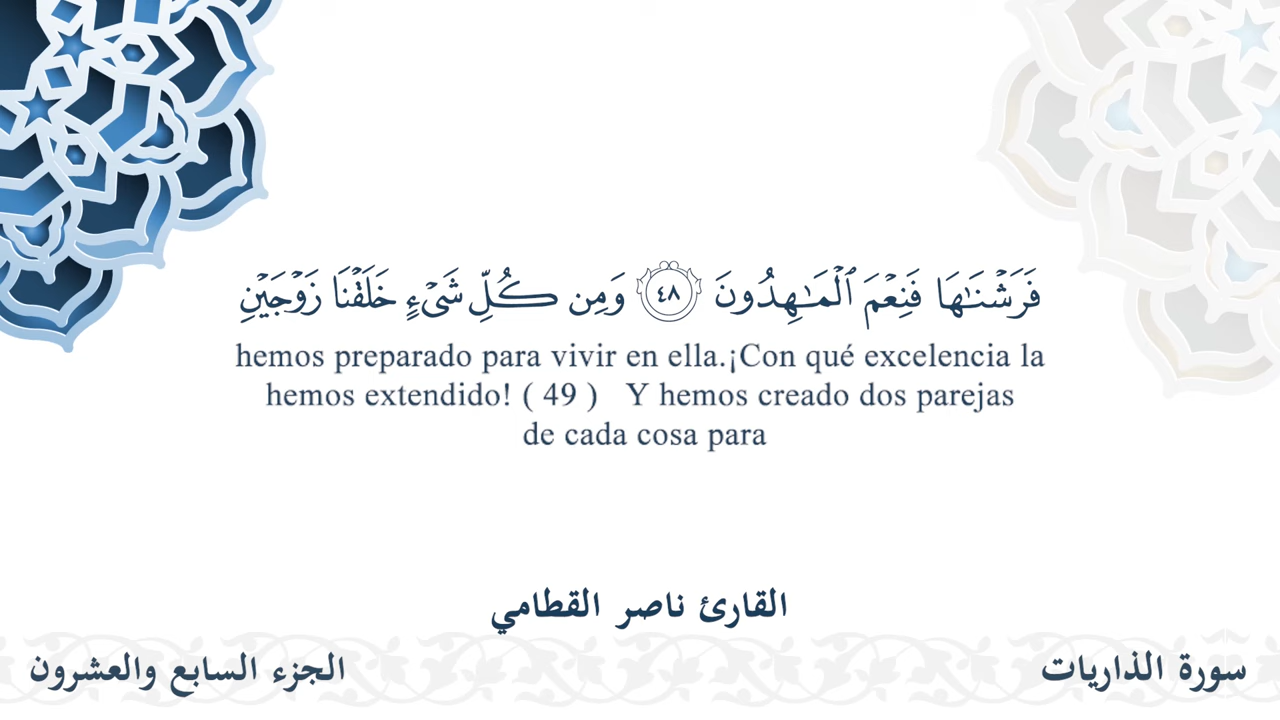 فَرَشْنَـٰهَا فَنِعْمَ ٱلْمَـٰهِدُونَ ٤٨ وَمِن كُلِّ شَىْءٍ خَلَقْنَا زَوْجَيْنِ
hemos preparado para vivir en ella.¡Con qué excelencia la
hemos extendido! ( 49 ) Y hemos creado dos parejas
de cada cosa para
القارئ ناصر القطامي
سورة الذاريات
الجزء السابع والعشرون